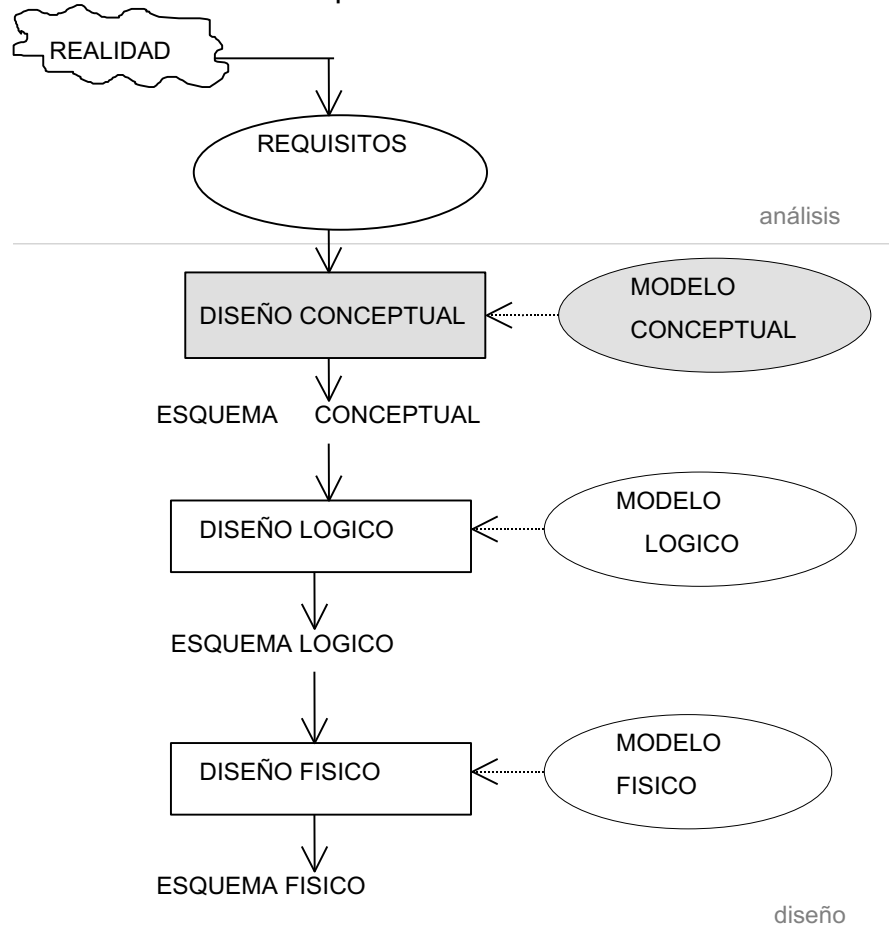 REALIDAD
REQUISITOS
análisis
DISEÑO CONCEPTUAL
MODELO
CONCEPTUAL
ESQUEMA CONCEPTUAL
DISEÑO LOGICO
MODELO
LOGICO
ESQUEMA LOGICO
DISEÑO FISICO
MODELO
FISICO
ESQUEMA FISICO
diseño